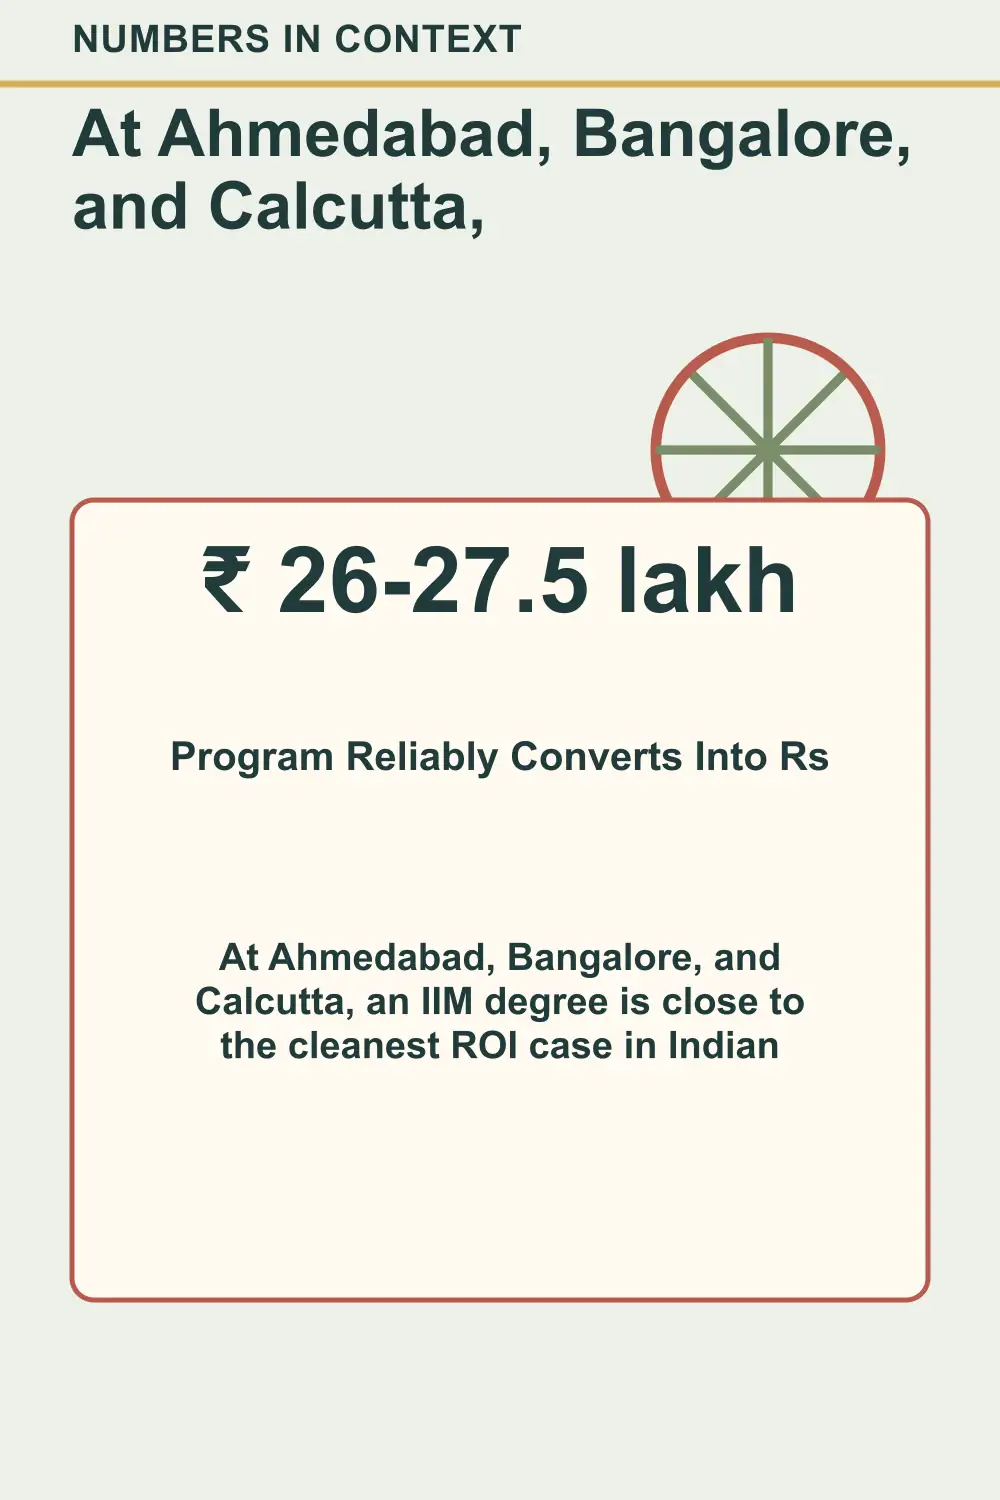 NUMBERS IN CONTEXT
At Ahmedabad, Bangalore,
and Calcutta,
₹ 26-27.5 lakh
Program Reliably Converts Into Rs
At Ahmedabad, Bangalore, and
Calcutta, an IIM degree is close to
the cleanest ROI case in Indian